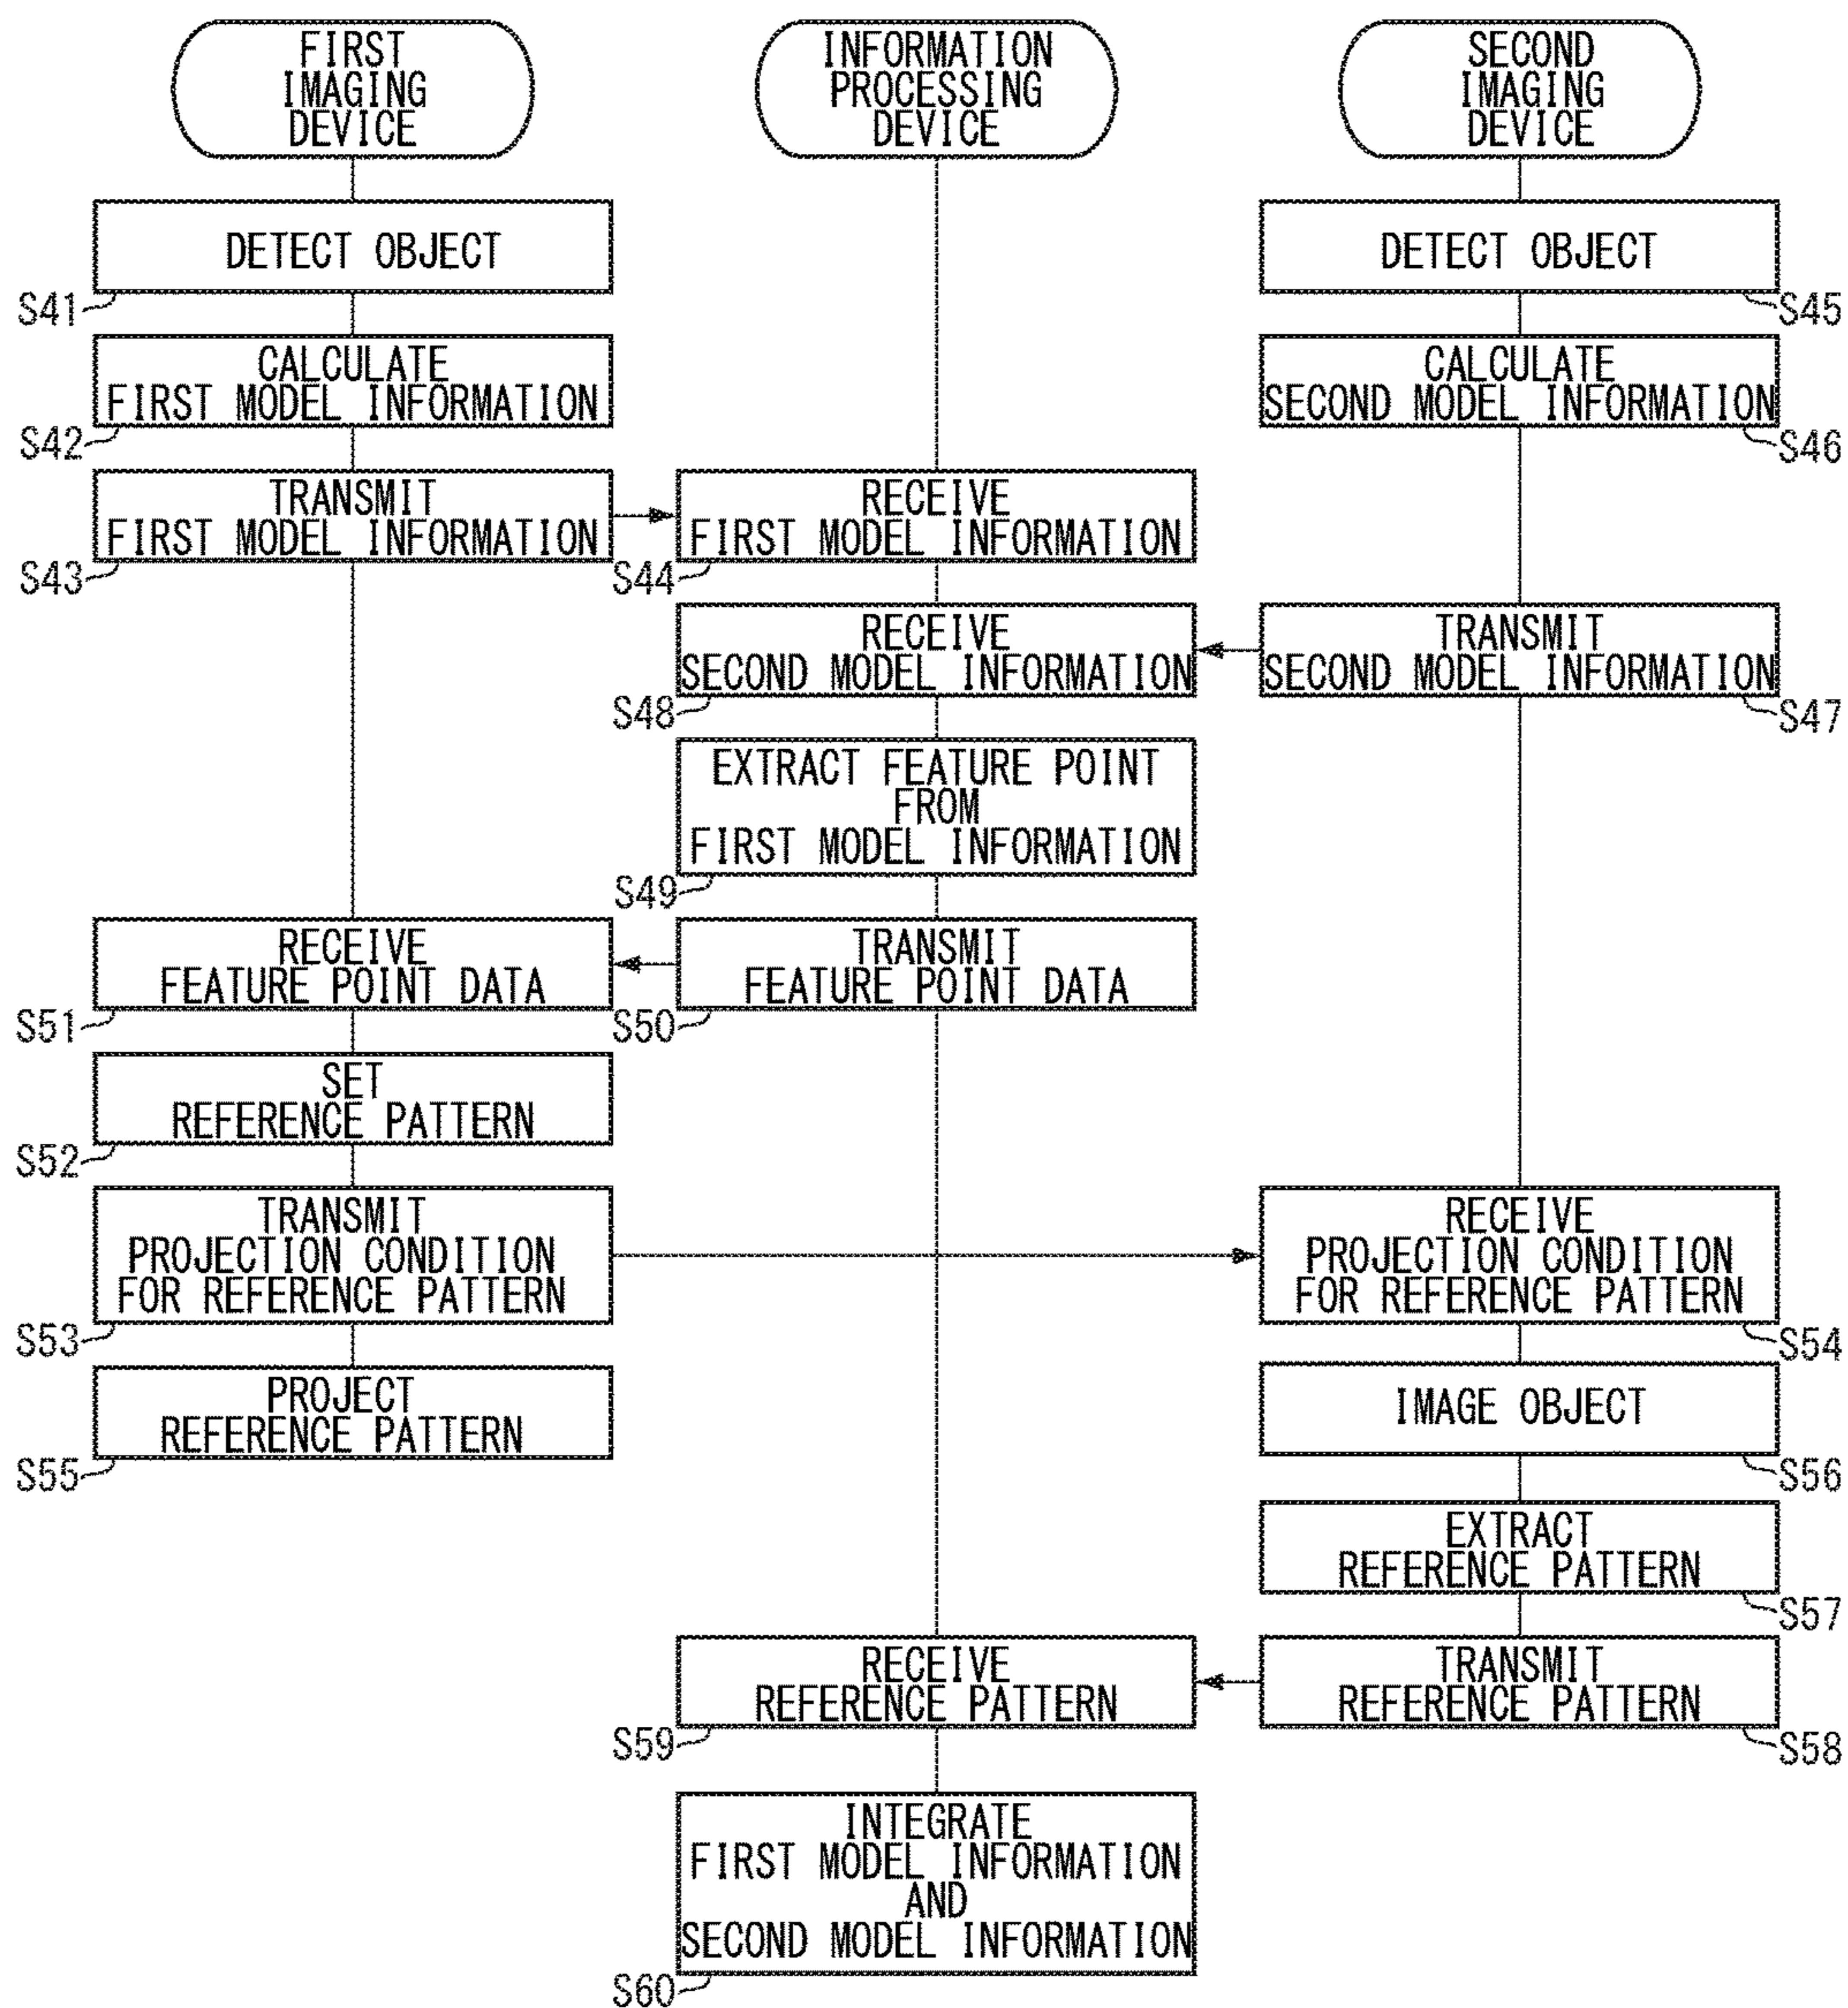 FIRST
IMAGING
DEVICE
INFORMATION
PROCESSING
DEVICE
SECOND
IMAGING
DEVICE
DETECT OBJECT
S41
DETECT OBJECT
S45
CALCULATE
FIRST MODEL INFORMATION
S42
CALCULATE
SECOND MODEL INFORMATION
S46
TRANSMIT
FIRST MODEL INFORMATION
S43
RECEIVE
FIRST MODEL INFORMATION
S44
RECEIVE
SECOND MODEL INFORMATION
S48
TRANSMIT
SECOND MODEL INFORMATION
S47
EXTRACT FEATURE POINT
FROM
FIRST MODEL INFORMATION
S49
RECEIVE
FEATURE POINT DATA
S51
TRANSMIT
FEATURE POINT DATA
S50
SET
REFERENCE PATTERN
S52
TRANSMIT
PROJECTION CONDITION
FOR REFERENCE PATTERN
S53
RECEIVE
PROJECTION CONDITION
FOR REFERENCE PATTERN
S54
PROJECT
REFERENCE PATTERN
S55
IMAGE OBJECT
S56
EXTRACT
REFERENCE PATTERN
S57
RECEIVE
REFERENCE PATTERN
S59
TRANSMIT
REFERENCE PATTERN
S58
INTEGRATE
FIRST MODEL INFORMATION
AND
SECOND MODEL INFORMATION
S60